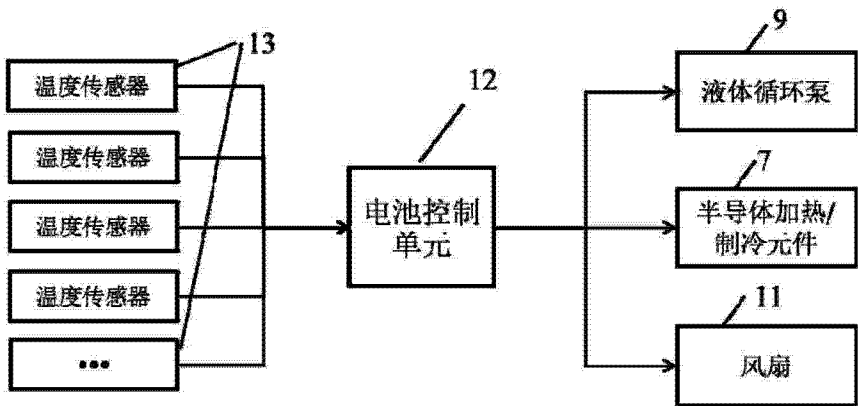 13
温度传感器
温度传感器
温度传感器
温度传感器
•••
12
电池控制
单元
9
液体循环泵
7
半导体加热/
制冷元件
11
风扇